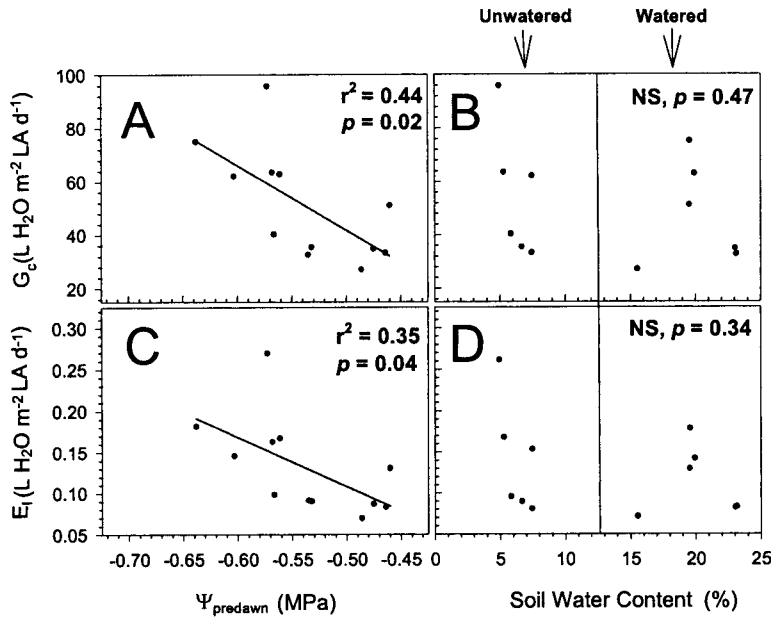 Unwatered Watered
100
80
60
40
20
G_c(L H₂O m⁻² LA d⁻¹)
A
r² = 0.44
p = 0.02
B
NS, p = 0.47
0.30
0.25
0.20
0.15
0.10
0.05
E_l(L H₂O m⁻² LA d⁻¹)
C
r² = 0.35
p = 0.04
D
NS, p = 0.34
-0.70 -0.65 -0.60 -0.55 -0.50 -0.45 0 5 10 15 20 25
Ψ_predawn (MPa) Soil Water Content (%)